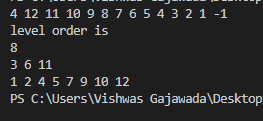 4 12 11 10 9 8 7 6 5 4 3 2 1 -1
level order is
8
3 6 11
1 2 4 5 7 9 10 12
PS C:\Users\Vishwas Gajawada\Desktop